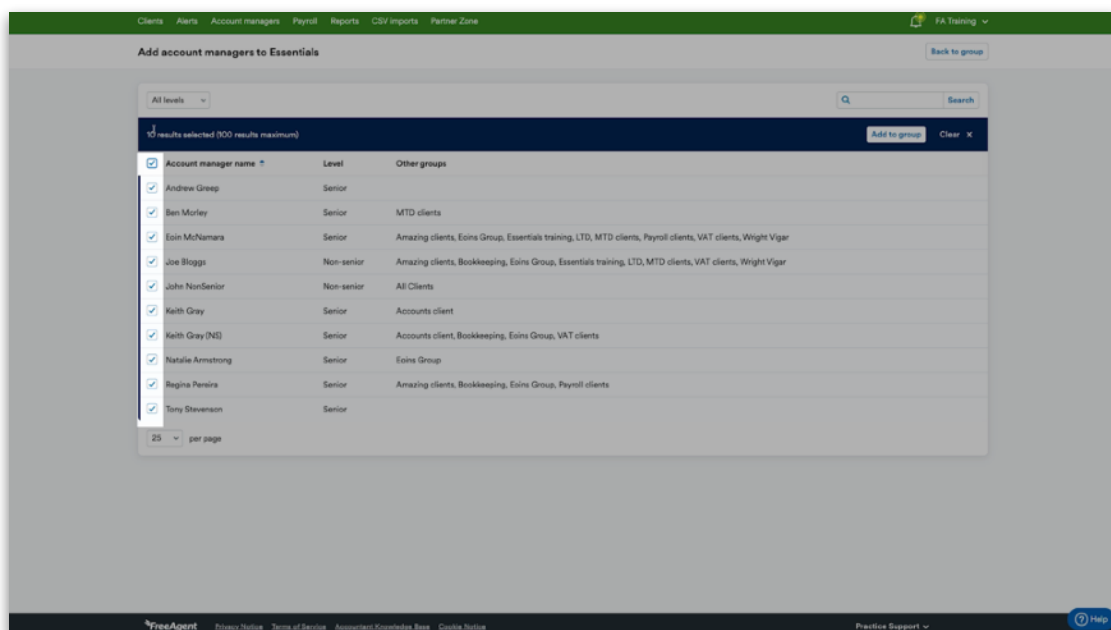 Clients Alerts Account managers Payroll Reports CSV imports Partner Zone FA Training
Add account managers to Essentials Back to group
All levels Search
10 results selected (100 results maximum) Add to group Clear X
Account manager name Level Other groups
Andrew Greep Senior
Ben Morley Senior MTD clients
Eoin McNamara Senior Amazing clients, Eoins Group, Essentials training, LTD, MTD clients, Payroll clients, VAT clients, Wright Vigar
Joe Bloggs Non-senior Amazing clients, Bookkeeping, Eoins Group, Essentials training, LTD, MTD clients, VAT clients, Wright Vigar
John NonSenior Non-senior All Clients
Keith Gray Senior Accounts client
Keith Gray (NS) Senior Accounts client, Bookkeeping, Eoins Group, VAT clients
Natalie Armstrong Senior Eoins Group
Regina Pereira Senior Amazing clients, Bookkeeping, Eoins Group, Payroll clients
Tony Stevenson Senior
25 per page
FreeAgent Privacy Notice Terms of Service Accountant Knowledge Base Cookie Notice Practice Support Help